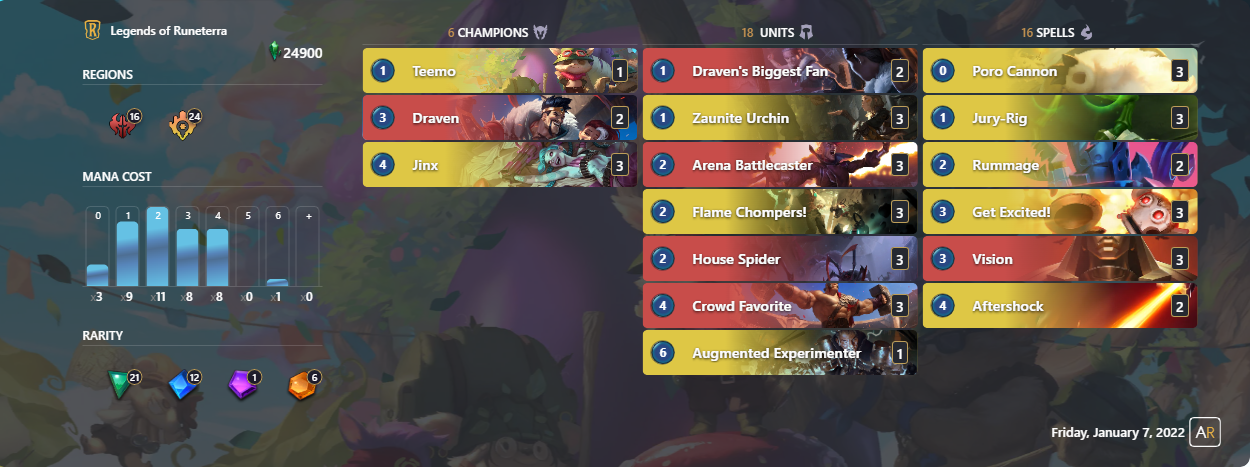 Legends of Runeterra
24900
REGIONS
16
24
MANA COST
0 1 2 3 4 5 6 +
x3 x9 x11 x8 x8 x0 x1 x0
RARITY
21
12
1
6
6 CHAMPIONS
1 Teemo 1
3 Draven 2
4 Jinx 3
18 UNITS
1 Draven's Biggest Fan 2
1 Zaunite Urchin 3
2 Arena Battlecaster 3
2 Flame Chompers! 3
2 House Spider 3
4 Crowd Favorite 3
6 Augmented Experimenter 1
16 SPELLS
0 Poro Cannon 3
1 Jury-Rig 3
2 Rummage 2
3 Get Excited! 3
3 Vision 3
4 Aftershock 2
Friday, January 7, 2022 AR